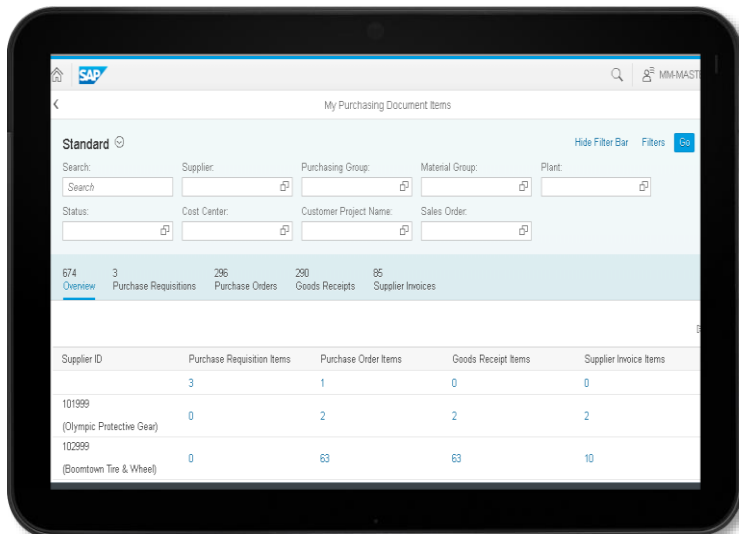 SAP MM-MAST
My Purchasing Document Items
Standard Hide Filter Bar Filters Go
Search: Supplier: Purchasing Group: Material Group: Plant:
Search
Status: Cost Center: Customer Project Name: Sales Order:
674 3 296 290 85
Overview Purchase Requisitions Purchase Orders Goods Receipts Supplier Invoices
Supplier ID Purchase Requisition Items Purchase Order Items Goods Receipt Items Supplier Invoice Items
3 1 0 0
101999
(Olympic Protective Gear) 0 2 2 2
102999
(Boomtown Tire & Wheel) 0 63 63 10